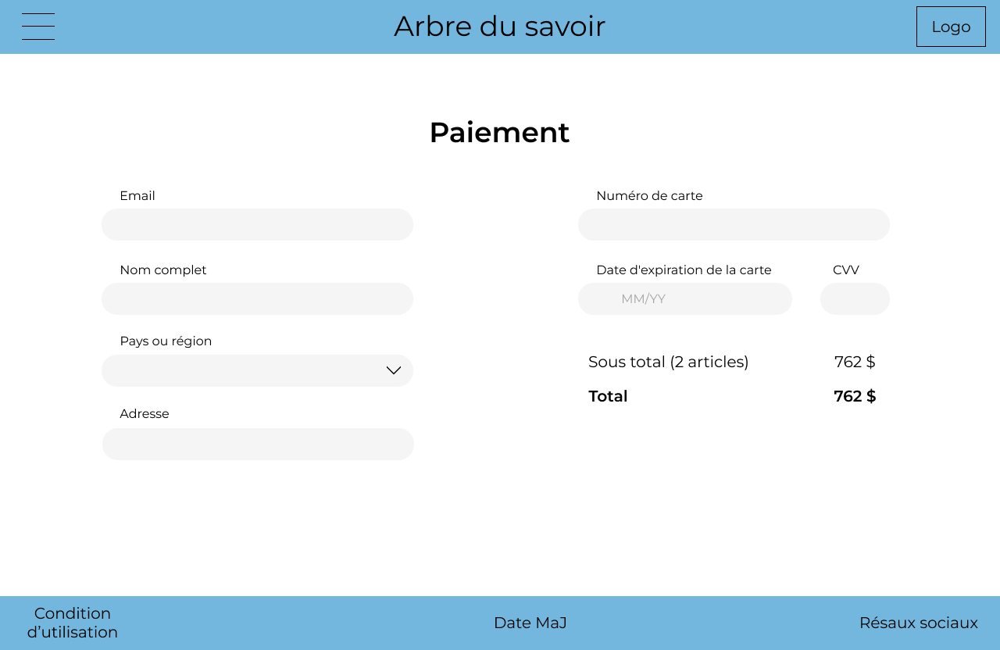 Arbre du savoir
Logo
Paiement
Email
Nom complet
Pays ou région
Adresse
Numéro de carte
Date d'expiration de la carte
CVV
MM/YY
Sous total (2 articles) 762 $
Total 762 $
Condition
d’utilisation
Date MaJ
Résaux sociaux